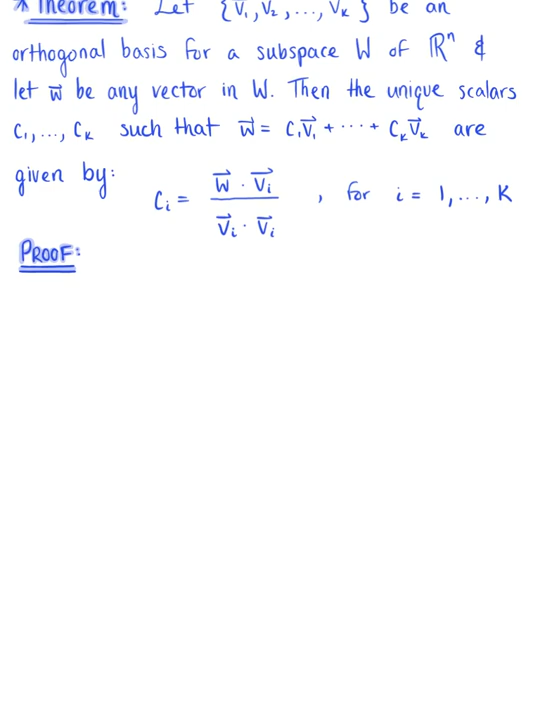 * Theorem: Let {v⃗₁, v⃗₂, ..., v⃗ₖ} be an
orthogonal basis for a subspace W of ℝⁿ &
let w⃗ be any vector in W. Then the unique scalars
C₁, ..., Cₖ such that w⃗ = C₁v⃗₁ + ··· + Cₖv⃗ₖ are
given by: Cᵢ = (w⃗ · v⃗ᵢ) / (v⃗ᵢ · v⃗ᵢ) , for i = 1, ..., K
PROOF: